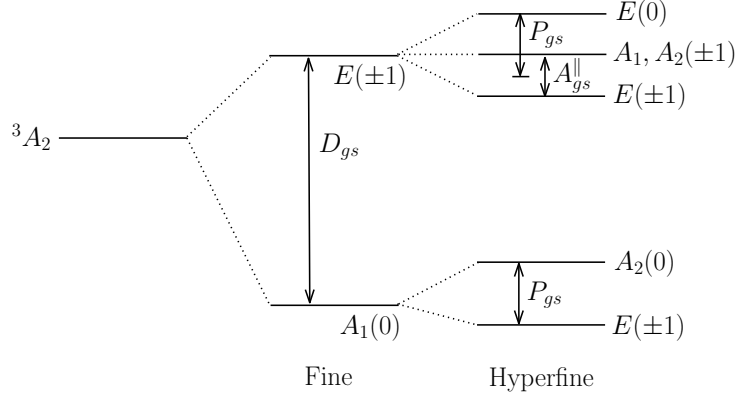 E(0)
P_{gs}
A_1, A_2(±1)
E(±1)
A_{gs}^∥
E(±1)
^3A_2
D_{gs}
A_2(0)
P_{gs}
A_1(0)
E(±1)
Fine
Hyperfine